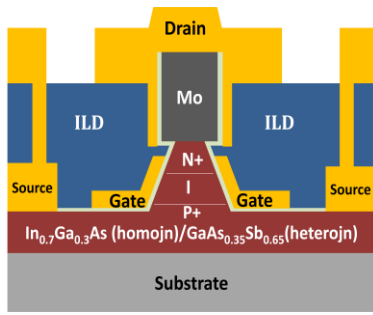 Drain
Mo
ILD
ILD
N+
I
Source
Source
Gate
Gate
P+
In0.7Ga0.3As (homojn)/GaAs0.35Sb0.65(heterojn)
Substrate